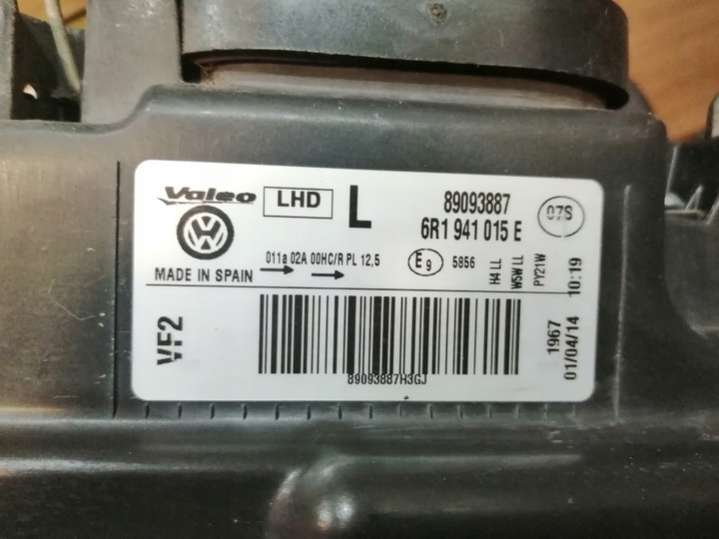 Valeo
LHD
L
89093887
6R1 941 015 E
07S
MADE IN SPAIN
011a 02A 00HC/R PL 12,5
E9
5856
H4 LL
W5W LL
PY21W
10:19
1967
01/04/14
VF2
89093887H3GJ